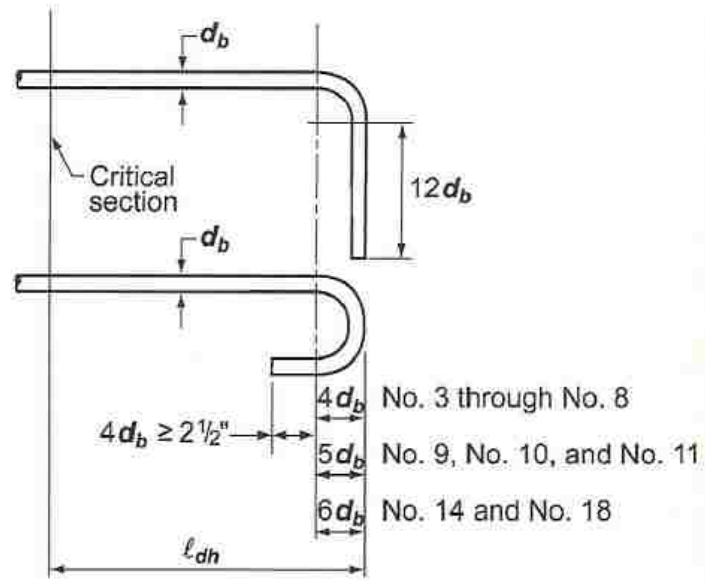 d_b
Critical
section
12d_b
d_b
4d_b ≥ 2½"
4d_b No. 3 through No. 8
5d_b No. 9, No. 10, and No. 11
6d_b No. 14 and No. 18
ℓ_dh